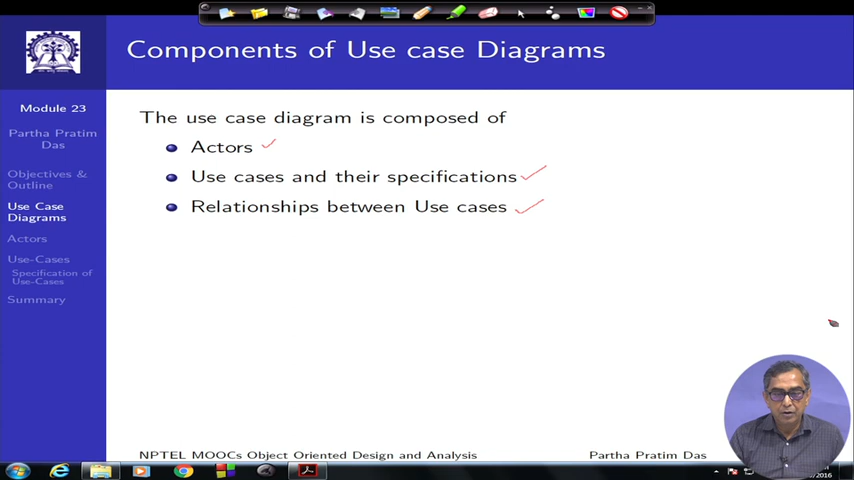 Components of Use case Diagrams
Module 23
Partha Pratim
Das
Objectives &
Outline
Use Case
Diagrams
Actors
Use-Cases
Specification of
Use-Cases
Summary
The use case diagram is composed of
Actors
Use cases and their specifications
Relationships between Use cases
NPTEL MOOCs Object Oriented Design and Analysis
Partha Pratim Das